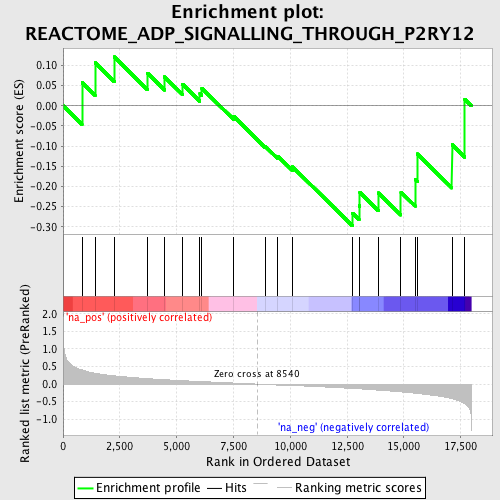 Enrichment plot:
REACTOME_ADP_SIGNALLING_THROUGH_P2RY12
Enrichment score (ES)
0.10
0.05
0.00
-0.05
-0.10
-0.15
-0.20
-0.25
-0.30
'na_pos' (positively correlated)
Ranked list metric (PreRanked)
2.0
1.5
1.0
0.5
0.0
-0.5
-1.0
Zero cross at 8540
'na_neg' (negatively correlated)
0 2,500 5,000 7,500 10,000 12,500 15,000 17,500
Rank in Ordered Dataset
Enrichment profile Hits Ranking metric scores